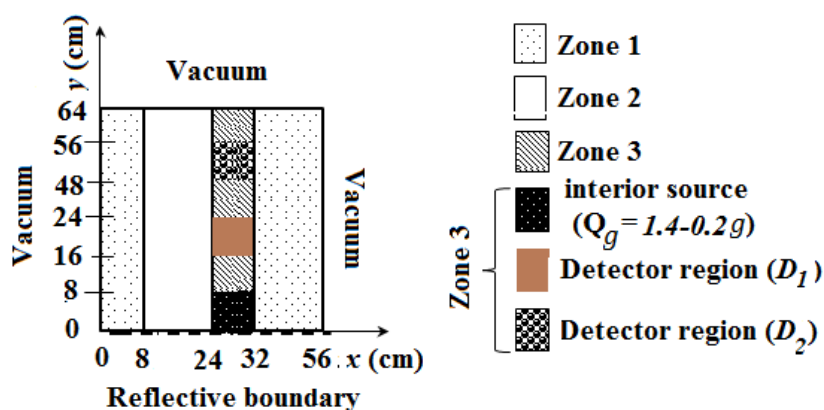 y (cm)
Vacuum
64
56
48
24
16
8
0
Vacuum
Vacuum
0 8 24 32 56 x (cm)
Reflective boundary
Zone 1
Zone 2
Zone 3
Zone 3
interior source
(Qg=1.4-0.2g)
Detector region (D1)
Detector region (D2)